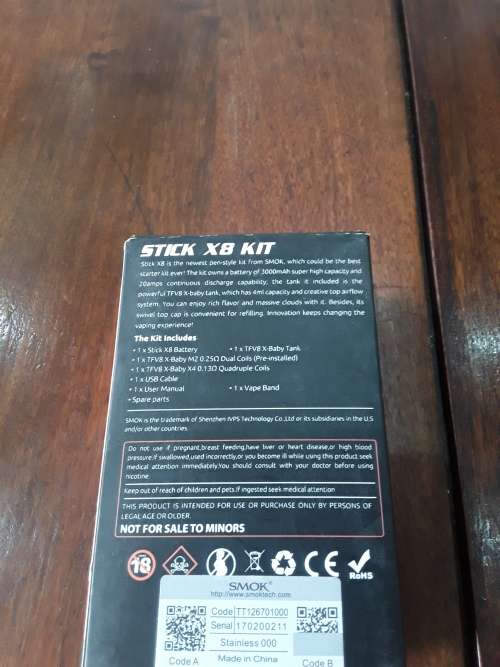 STICK X8 KIT
Stick X8 is the newest pen-style kit from SMOK, which could be the best
starter kit ever! The kit owns a battery of 3000mAh super high capacity and
20amps continuous discharge capability, the tank it included is the
powerful TFV8 X-baby tank, which has 4ml capacity and creative top airflow
system. You can enjoy rich flavor and massive clouds with it. Besides, its
swivel top cap is convenient for refilling. Innovation keeps changing the
vaping experience!
The Kit Includes
• 1 x Stick X8 Battery • 1 x TFV8 X-Baby Tank
• 1 x TFV8 X-Baby M2 0.25Ω Dual Coils (Pre-installed)
• 1 x TFV8 X-Baby X4 0.13Ω Quadruple Coils
• 1 x USB Cable
• 1 x User Manual • 1 x Vape Band
• Spare parts
SMOK is the trademark of Shenzhen IVPS Technology Co.,Ltd or its subsidiaries in the U.S
and/or other countries
Do not use if pregnant,breast feeding,have liver or heart disease,or high blood
pressure.If swallowed,used incorrectly,or you become ill while using this product seek
medical attention immediately.You should consult with your doctor before using
nicotine
Keep out of reach of children and pets.If ingested seek medical attention
THIS PRODUCT IS INTENDED FOR USE OR PURCHASE ONLY BY PERSONS OF
LEGAL AGE OR OLDER.
NOT FOR SALE TO MINORS
18 CE RoHS
SMOK®
http://www.smoktech.com
Code TT126701000
Serial 170200211
Stainless 000
Code A Made in China Code B